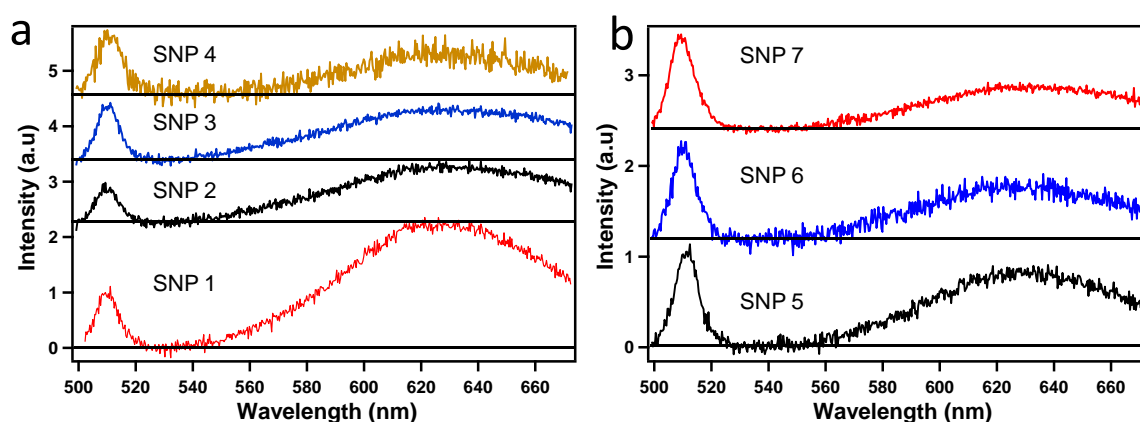 a
SNP 4
SNP 3
SNP 2
SNP 1
5
4
3
2
1
0
Intensity (a.u)
500 520 540 560 580 600 620 640 660
Wavelength (nm)
b
SNP 7
SNP 6
SNP 5
3
2
1
0
Intensity (a.u)
500 520 540 560 580 600 620 640 660
Wavelength (nm)